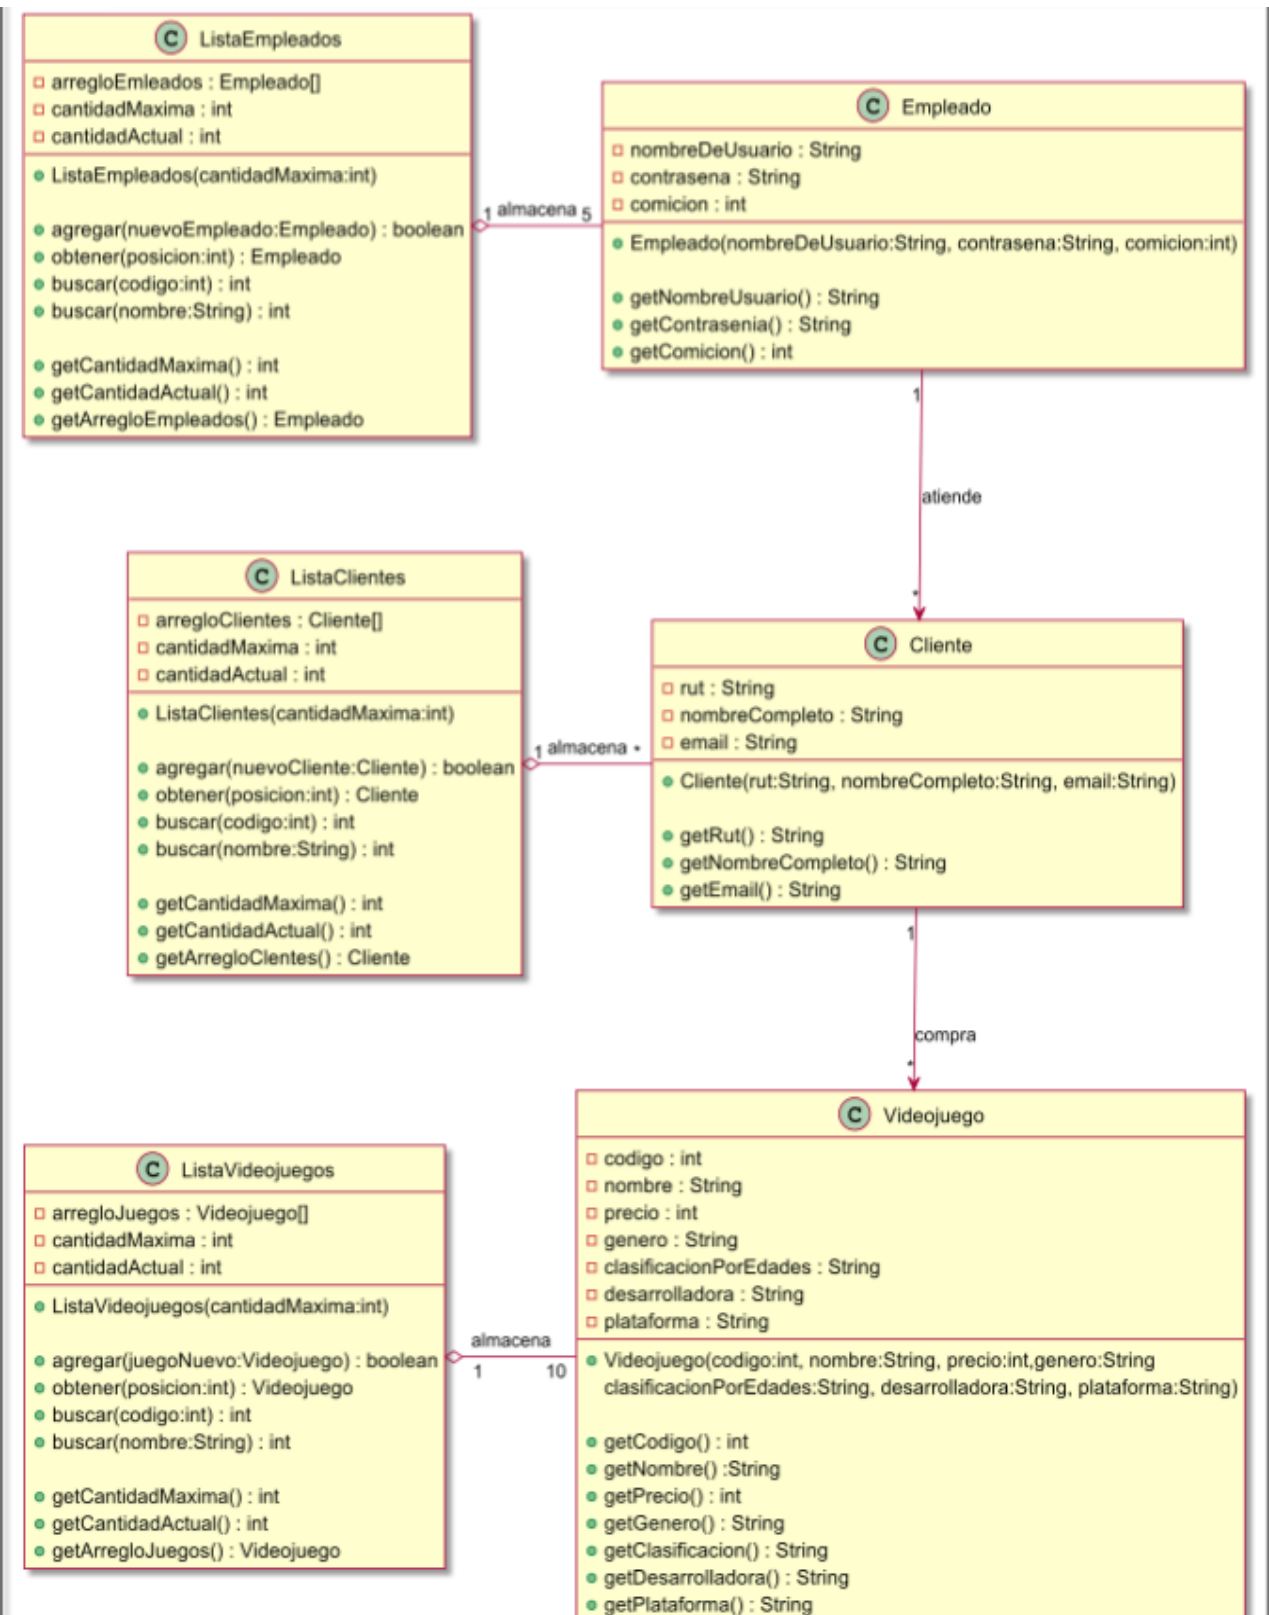 C ListaEmpleados
arregloEmleados : Empleado[]
cantidadMaxima : int
cantidadActual : int
ListaEmpleados(cantidadMaxima:int)
agregar(nuevoEmpleado:Empleado) : boolean
obtener(posicion:int) : Empleado
buscar(codigo:int) : int
buscar(nombre:String) : int
getCantidadMaxima() : int
getCantidadActual() : int
getArregloEmpleados() : Empleado
1 almacena 5
C Empleado
nombreDeUsuario : String
contrasena : String
comicion : int
Empleado(nombreDeUsuario:String, contrasena:String, comicion:int)
getNombreUsuario() : String
getContrasenia() : String
getComicion() : int
1
atiende
*
C ListaClientes
arregloClientes : Cliente[]
cantidadMaxima : int
cantidadActual : int
ListaClientes(cantidadMaxima:int)
agregar(nuevoCliente:Cliente) : boolean
obtener(posicion:int) : Cliente
buscar(codigo:int) : int
buscar(nombre:String) : int
getCantidadMaxima() : int
getCantidadActual() : int
getArregloClentes() : Cliente
1 almacena *
C Cliente
rut : String
nombreCompleto : String
email : String
Cliente(rut:String, nombreCompleto:String, email:String)
getRut() : String
getNombreCompleto() : String
getEmail() : String
1
compra
*
C ListaVideojuegos
arregloJuegos : Videojuego[]
cantidadMaxima : int
cantidadActual : int
ListaVideojuegos(cantidadMaxima:int)
agregar(juegoNuevo:Videojuego) : boolean
obtener(posicion:int) : Videojuego
buscar(codigo:int) : int
buscar(nombre:String) : int
getCantidadMaxima() : int
getCantidadActual() : int
getArregloJuegos() : Videojuego
almacena
1 10
C Videojuego
codigo : int
nombre : String
precio : int
genero : String
clasificacionPorEdades : String
desarrolladora : String
plataforma : String
Videojuego(codigo:int, nombre:String, precio:int,genero:String
clasificacionPorEdades:String, desarrolladora:String, plataforma:String)
getCodigo() : int
getNombre() :String
getPrecio() : int
getGenero() : String
getClasificacion() : String
getDesarrolladora() : String
getPlataforma() : String